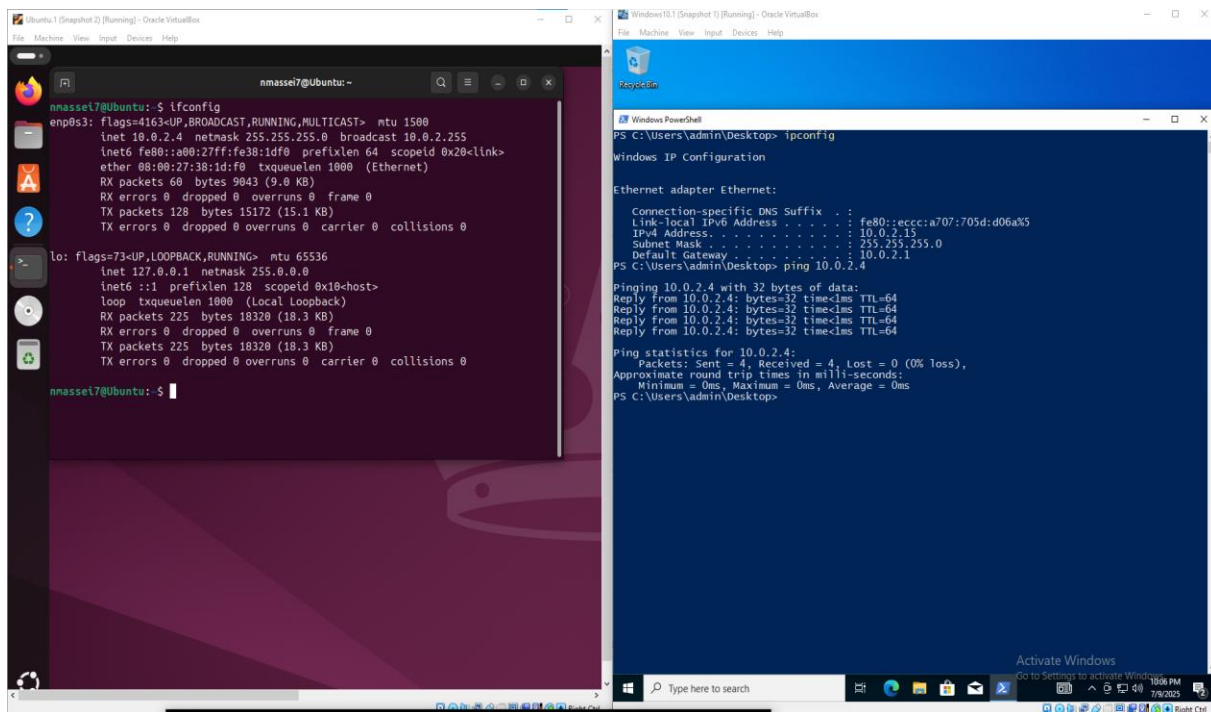 Ubuntu.1 (Snapshot 2) [Running] - Oracle VirtualBox
File Machine View Input Devices Help
nmassei7@Ubuntu: ~
nmassei7@Ubuntu:~$ ifconfig
enp0s3: flags=4163<UP,BROADCAST,RUNNING,MULTICAST> mtu 1500
inet 10.0.2.4 netmask 255.255.255.0 broadcast 10.0.2.255
inet6 fe80::a00:27ff:fe38:1df0 prefixlen 64 scopeid 0x20<link>
ether 08:00:27:38:1d:f0 txqueuelen 1000 (Ethernet)
RX packets 60 bytes 9043 (9.0 KB)
RX errors 0 dropped 0 overruns 0 frame 0
TX packets 128 bytes 15172 (15.1 KB)
TX errors 0 dropped 0 overruns 0 carrier 0 collisions 0
lo: flags=73<UP,LOOPBACK,RUNNING> mtu 65536
inet 127.0.0.1 netmask 255.0.0.0
inet6 ::1 prefixlen 128 scopeid 0x10<host>
loop txqueuelen 1000 (Local Loopback)
RX packets 225 bytes 18320 (18.3 KB)
RX errors 0 dropped 0 overruns 0 frame 0
TX packets 225 bytes 18320 (18.3 KB)
TX errors 0 dropped 0 overruns 0 carrier 0 collisions 0
nmassei7@Ubuntu:~$
Right Ctrl
Windows10.1 (Snapshot 1) [Running] - Oracle VirtualBox
File Machine View Input Devices Help
Recycle Bin
Windows PowerShell
PS C:\Users\admin\Desktop> ipconfig
Windows IP Configuration
Ethernet adapter Ethernet:
Connection-specific DNS Suffix . :
Link-local IPv6 Address . . . . . : fe80::eccc:a707:705d:d06a%5
IPv4 Address. . . . . . . . . . . : 10.0.2.15
Subnet Mask . . . . . . . . . . . : 255.255.255.0
Default Gateway . . . . . . . . . : 10.0.2.1
PS C:\Users\admin\Desktop> ping 10.0.2.4
Pinging 10.0.2.4 with 32 bytes of data:
Reply from 10.0.2.4: bytes=32 time<1ms TTL=64
Reply from 10.0.2.4: bytes=32 time<1ms TTL=64
Reply from 10.0.2.4: bytes=32 time<1ms TTL=64
Reply from 10.0.2.4: bytes=32 time<1ms TTL=64
Ping statistics for 10.0.2.4:
Packets: Sent = 4, Received = 4, Lost = 0 (0% loss),
Approximate round trip times in milli-seconds:
Minimum = 0ms, Maximum = 0ms, Average = 0ms
PS C:\Users\admin\Desktop>
Activate Windows
Go to Settings to activate Windows.
Type here to search
10:06 PM
7/9/2025
Right Ctrl